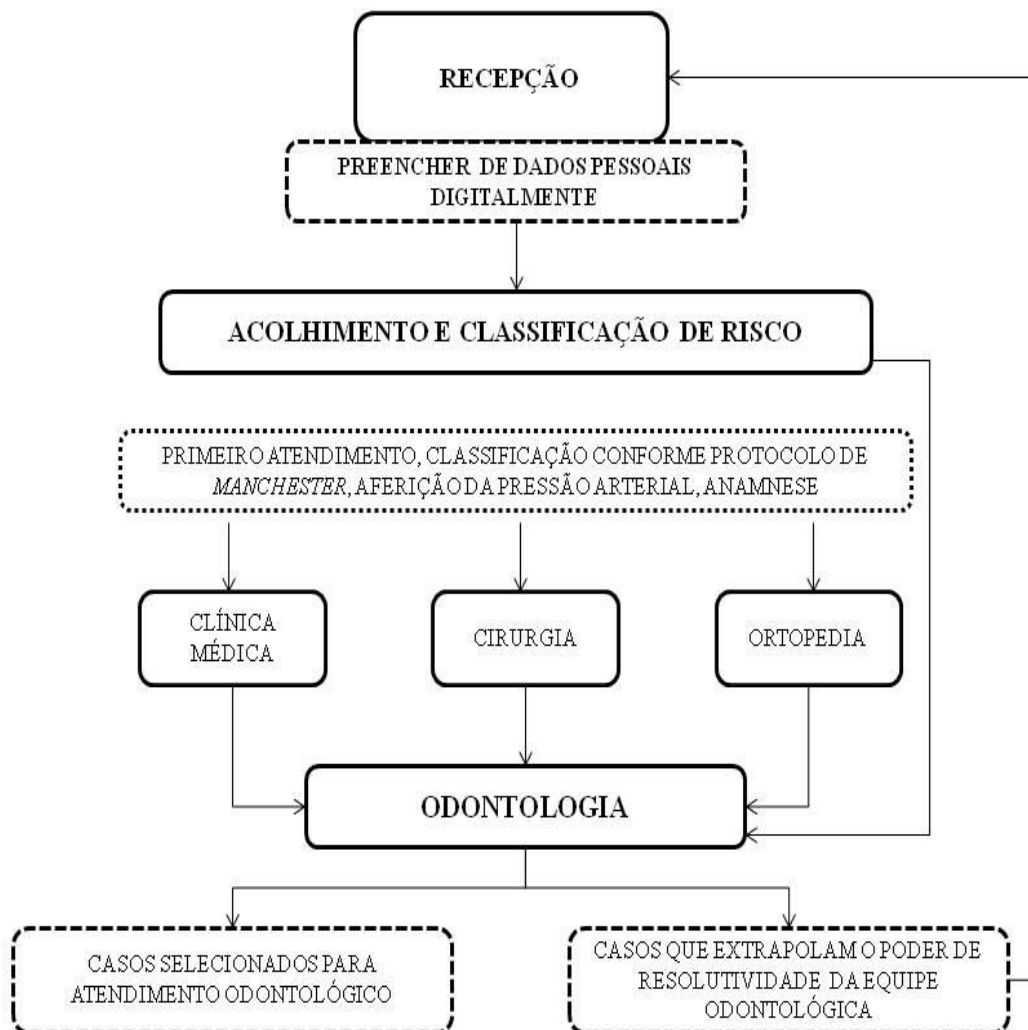 RECEPÇÃO
PREENCHER DE DADOS PESSOAIS
DIGITALMENTE
ACOLHIMENTO E CLASSIFICAÇÃO DE RISCO
PRIMEIRO ATENDIMENTO, CLASSIFICAÇÃO CONFORME PROTOCOLO DE
MANCHESTER, AFERIÇÃO DA PRESSÃO ARTERIAL, ANAMNESE
CLÍNICA
MÉDICA
CIRURGIA
ORTOPEDIA
ODONTOLOGIA
CASOS SELECIONADOS PARA
ATENDIMENTO ODONTOLÓGICO
CASOS QUE EXTRAPOLAM O PODER DE
RESOLUTIVIDADE DA EQUIPE
ODONTOLÓGICA